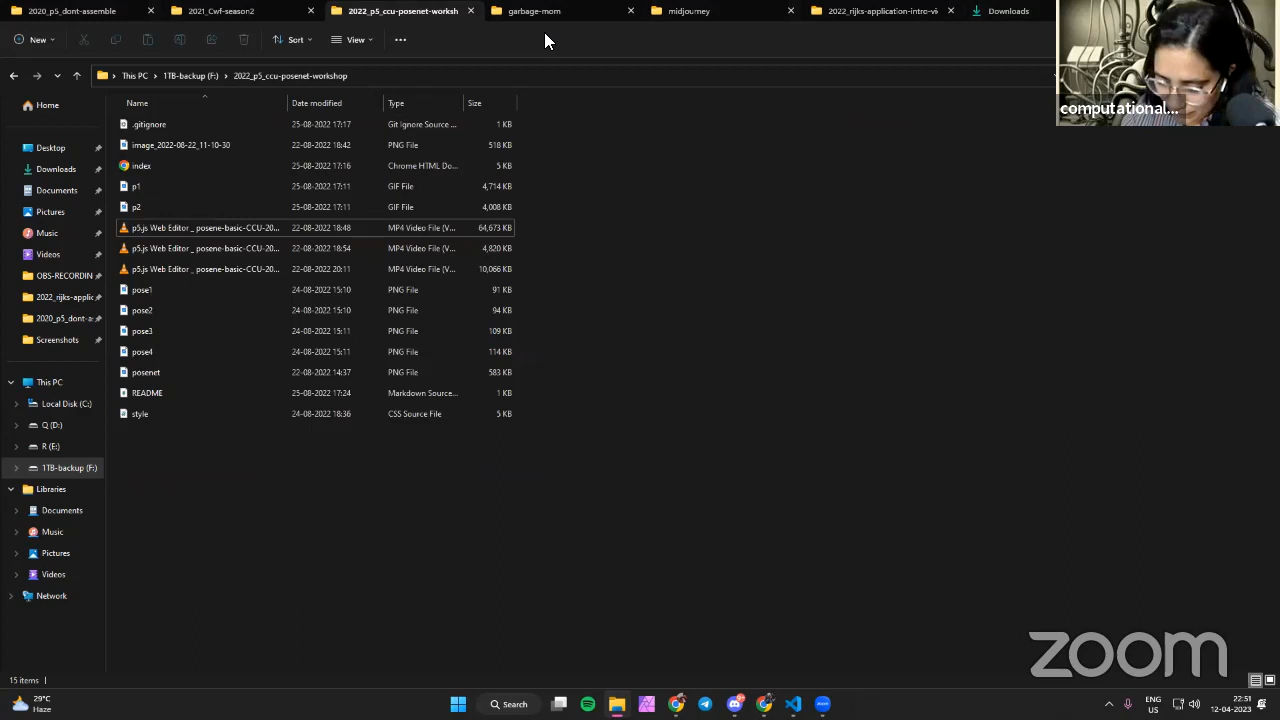 2020_p5_dont-assemble
2021_Cwf-season2
2022_p5_ccu-posenet-worksh
garbage-mom
midjourney
2022_rijks-application-intro-vi
Downloads
New
Sort
View
This PC > 1TB-backup (F:) > 2022_p5_ccu-posenet-workshop
computational...
Name Date modified Type Size
.gitignore 25-08-2022 17:17 Git Ignore Source ... 1 KB
image_2022-08-22_11-10-30 22-08-2022 18:42 PNG File 518 KB
index 25-08-2022 17:16 Chrome HTML Do... 5 KB
p1 25-08-2022 17:11 GIF File 4,714 KB
p2 25-08-2022 17:11 GIF File 4,008 KB
p5.js Web Editor _ posene-basic-CCU-20... 22-08-2022 18:48 MP4 Video File (V... 64,673 KB
p5.js Web Editor _ posene-basic-CCU-20... 22-08-2022 18:54 MP4 Video File (V... 4,820 KB
p5.js Web Editor _ posene-basic-CCU-20... 22-08-2022 20:11 MP4 Video File (V... 10,066 KB
pose1 24-08-2022 15:10 PNG File 91 KB
pose2 24-08-2022 15:10 PNG File 94 KB
pose3 24-08-2022 15:11 PNG File 109 KB
pose4 24-08-2022 15:11 PNG File 114 KB
posenet 22-08-2022 14:37 PNG File 583 KB
README 25-08-2022 17:24 Markdown Source... 1 KB
style 24-08-2022 18:36 CSS Source File 5 KB
Home
Desktop
Downloads
Documents
Pictures
Music
Videos
OBS-RECORDIN
2022_rijks-applic
2020_p5_dont-a
Screenshots
This PC
Local Disk (C:)
Q (D:)
R (E:)
1TB-backup (F:)
Libraries
Documents
Music
Pictures
Videos
Network
zoom
15 items
29°C
Haze
Search
ENG
US
22:51
12-04-2023